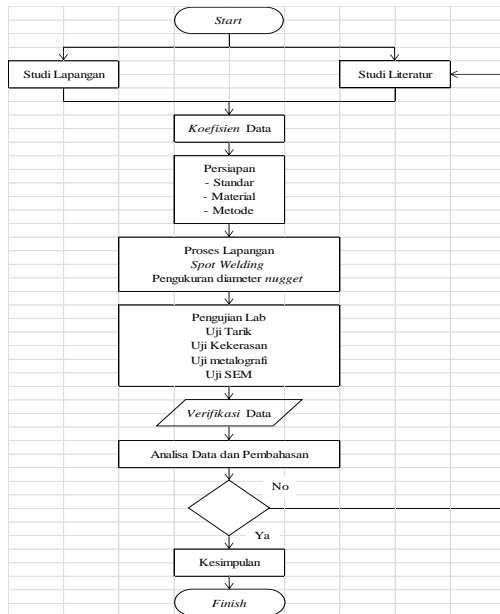 Start
Studi Lapangan
Studi Literatur
Koefisien Data
Persiapan
- Standar
- Material
- Metode
Proses Lapangan
Spot Welding
Pengukuran diameter nugget
Pengujian Lab
Uji Tarik
Uji Kekerasan
Uji metalografi
Uji SEM
Verifikasi Data
Analisa Data dan Pembahasan
No
Ya
Kesimpulan
Finish